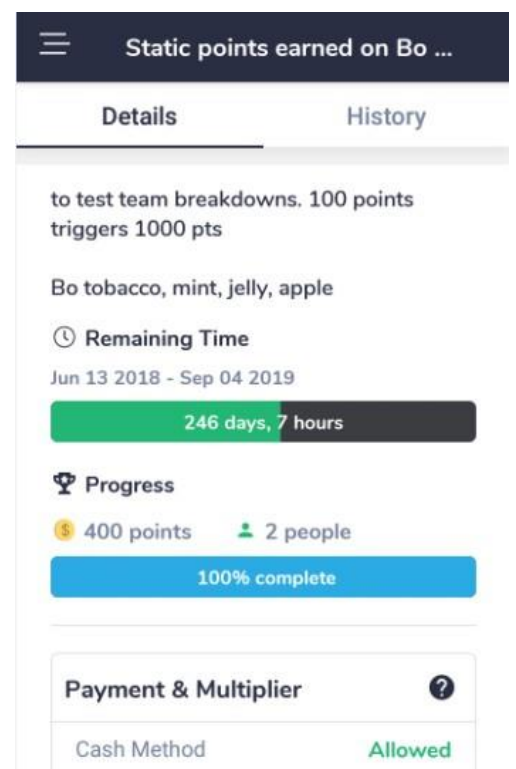 Static points earned on Bo ...
Details
History
to test team breakdowns. 100 points
triggers 1000 pts
Bo tobacco, mint, jelly, apple
Remaining Time
Jun 13 2018 - Sep 04 2019
246 days, 7 hours
Progress
$ 400 points 2 people
100% complete
Payment & Multiplier ?
Cash Method Allowed